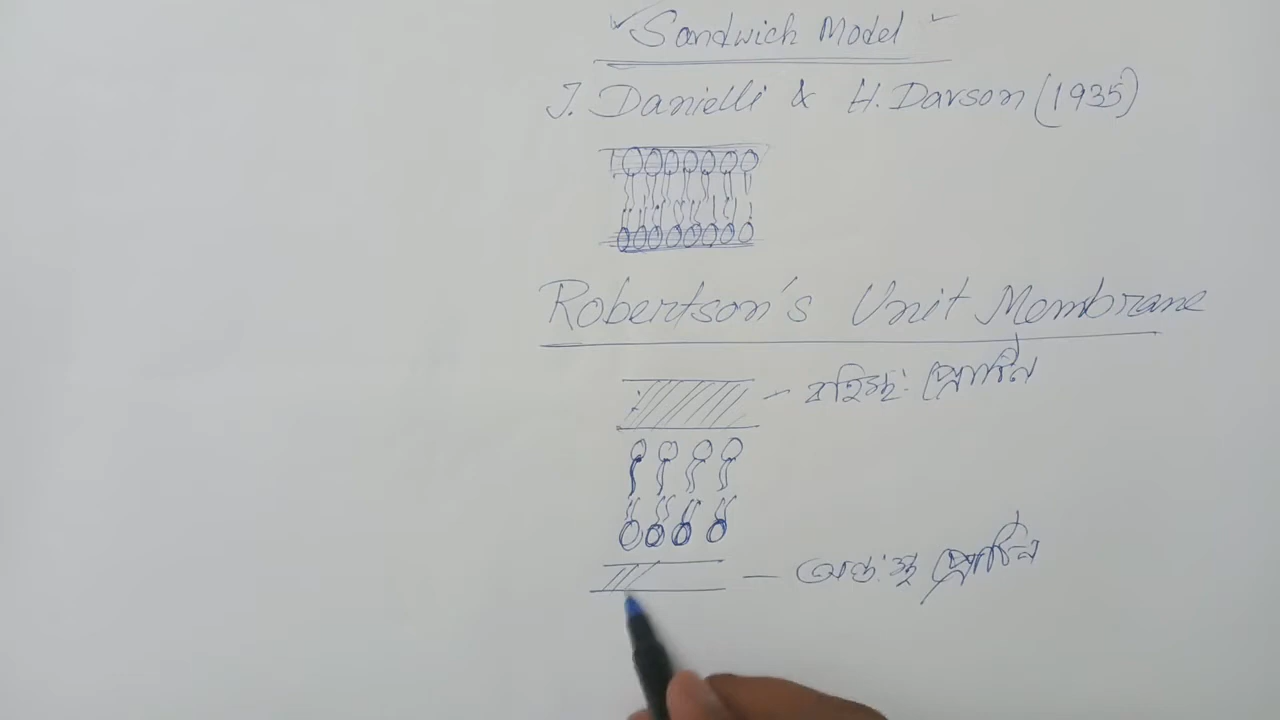 Sandwich Model
J. Danielli & H. Davson (1935)
Robertson's Unit Membrane
বহিস্থ: প্রোটিন
অন্ত:স্থ প্রোটিন